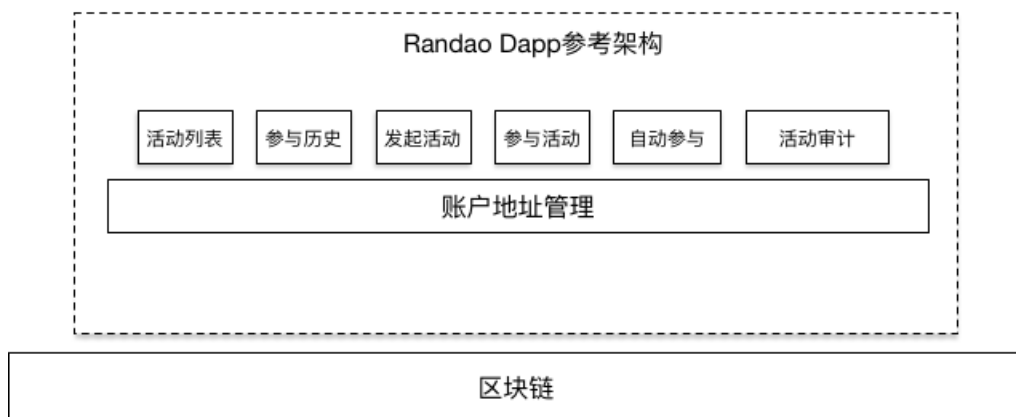 Randao Dapp参考架构
活动列表
参与历史
发起活动
参与活动
自动参与
活动审计
账户地址管理
区块链